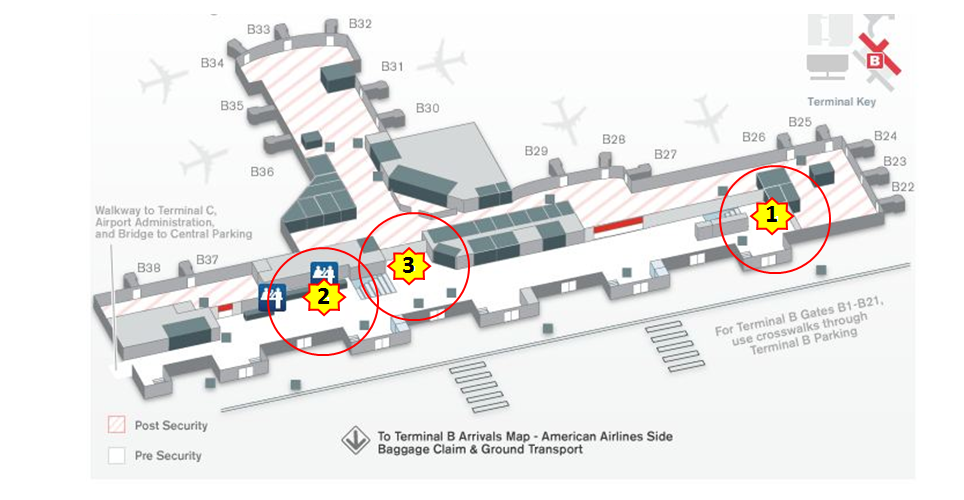 B33
B32
B34
B31
B35
B30
B36
B
Terminal Key
B29
B28
B27
B26
B25
B24
B23
B22
1
Walkway to Terminal C,
Airport Administration,
and Bridge to Central Parking
B38
B37
3
2
For Terminal B Gates B1-B21,
use crosswalks through
Terminal B Parking
Post Security
Pre Security
To Terminal B Arrivals Map - American Airlines Side
Baggage Claim & Ground Transport